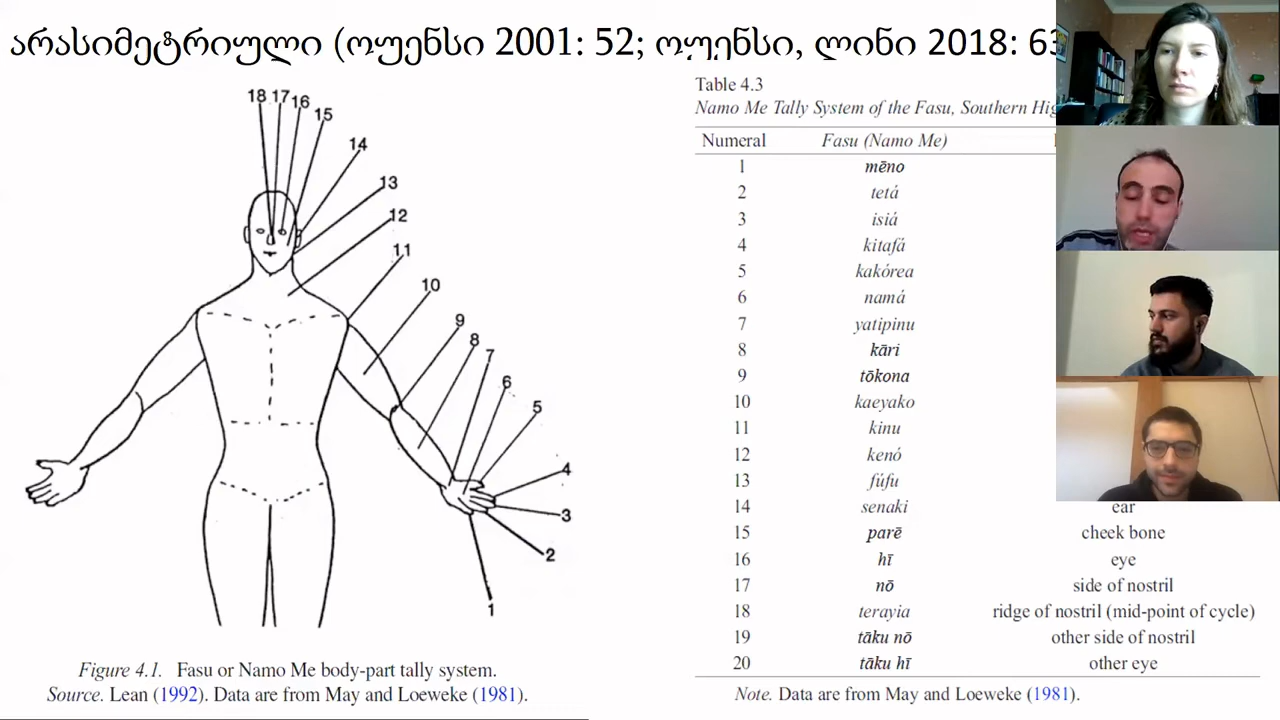 არასიმეტრიული (ოუენსი 2001: 52; ოუენსი, ლინი 2018: 63
18 17 16
15
14
13
12
11
10
9
8
7
6
5
4
3
2
1
Figure 4.1. Fasu or Namo Me body-part tally system.
Source. Lean (1992). Data are from May and Loeweke (1981).
Table 4.3
Namo Me Tally System of the Fasu, Southern
Numeral Fasu (Namo Me)
1 mēno
2 tetá
3 isiá
4 kitafá
5 kakórea
6 namá
7 yatipinu
8 kāri
9 tōkona
10 kaeyako
11 kinu
12 kenó
13 fúfu
14 senaki ear
15 parē cheek bone
16 hī eye
17 nō side of nostril
18 terayia ridge of nostril (mid-point of cycle)
19 tāku nō other side of nostril
20 tāku hī other eye
Note. Data are from May and Loeweke (1981).